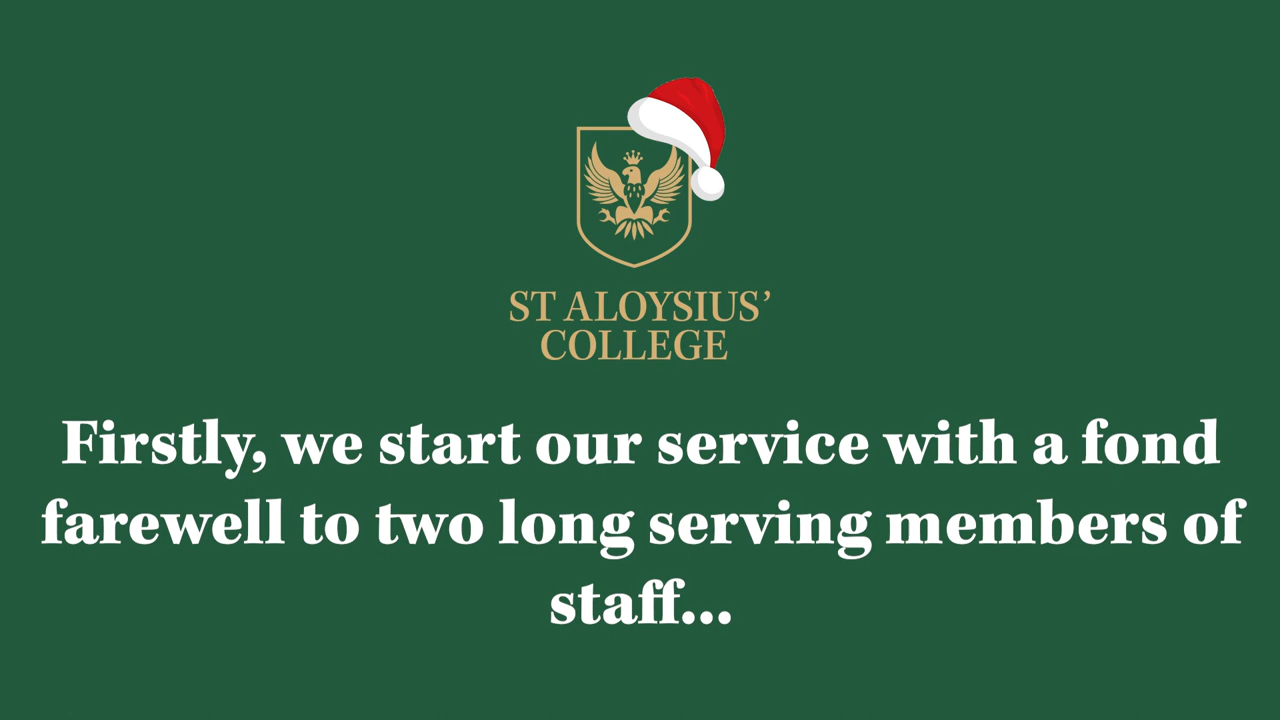 ST ALOYSIUS’
COLLEGE
Firstly, we start our service with a fond
farewell to two long serving members of
staff...